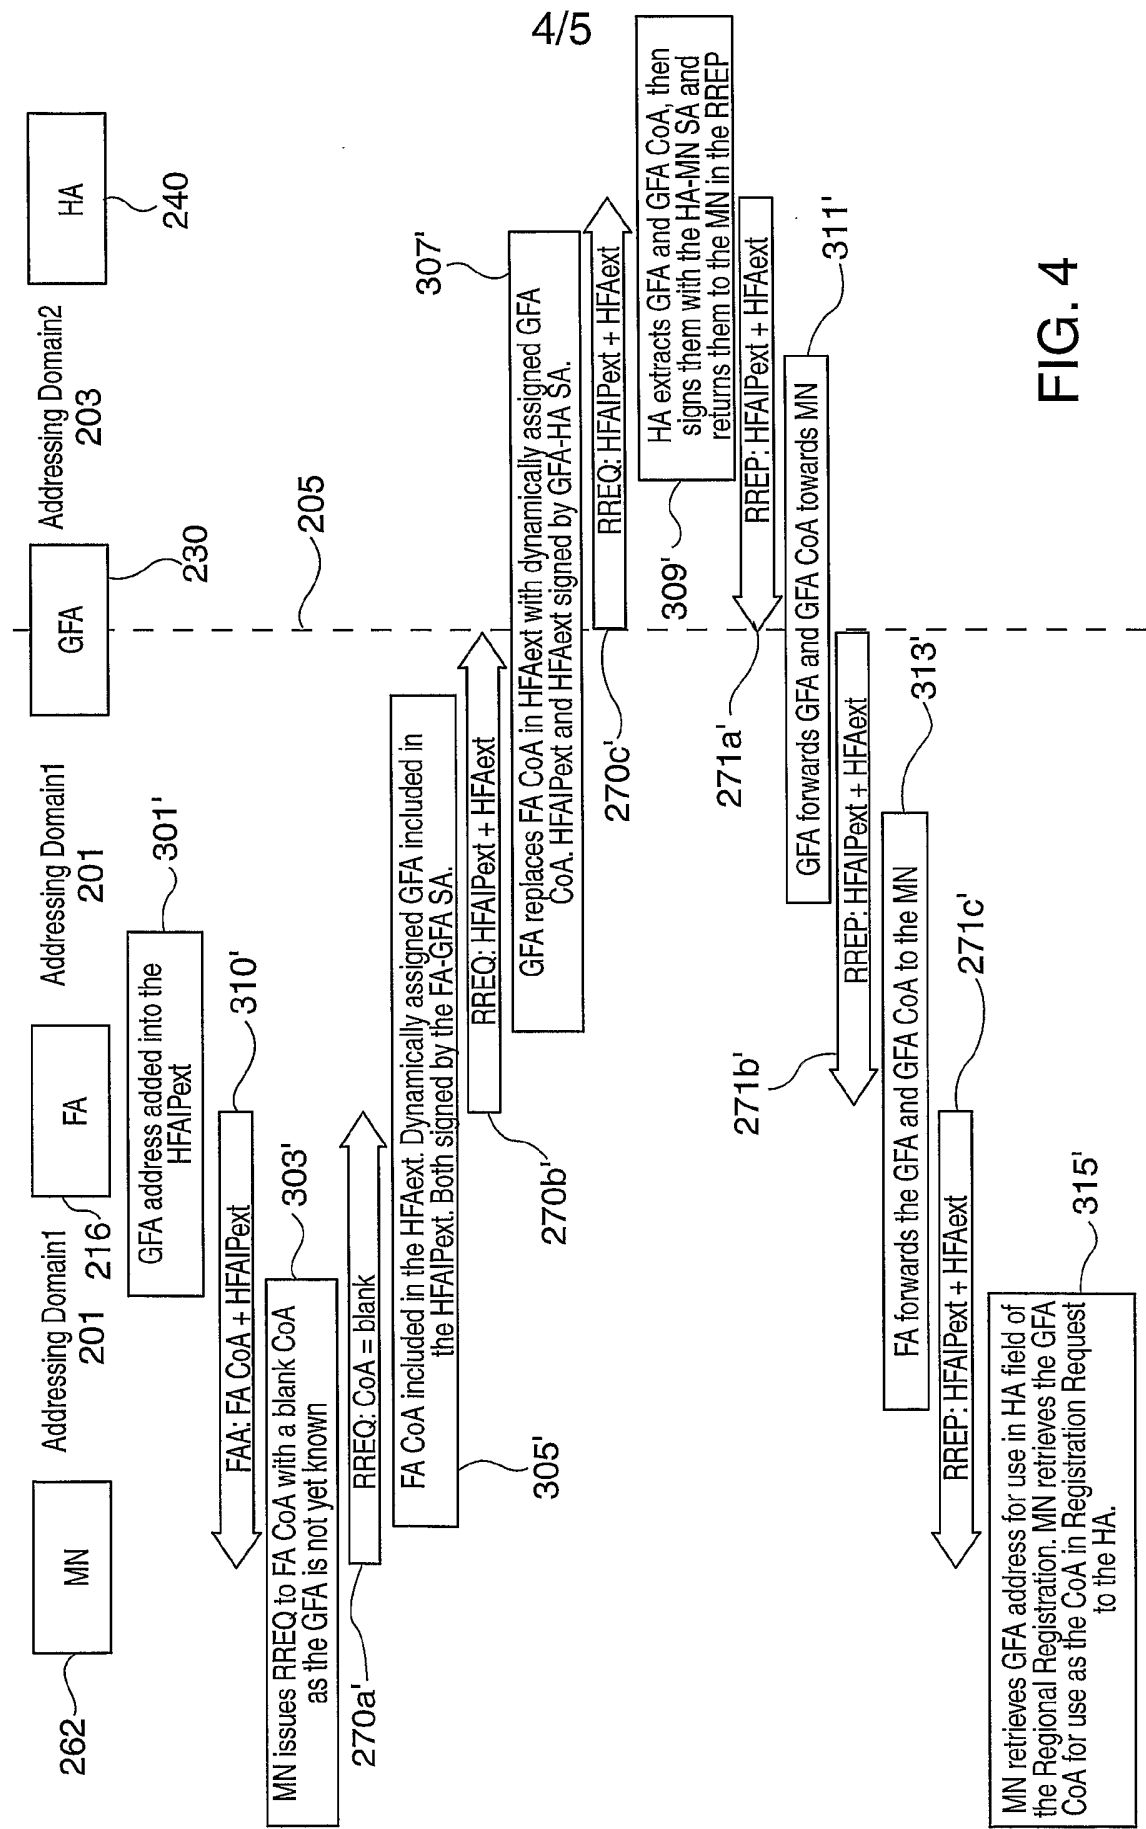 4/5
MN
262
Addressing Domain1
201
FA
216
Addressing Domain1
201
GFA
230
Addressing Domain2
203
HA
240
205
GFA address added into the
HFAIPext
301'
FAA: FA CoA + HFAIPext
310'
MN issues RREQ to FA CoA with a blank CoA
as the GFA is not yet known
303'
RREQ: CoA = blank
270a'
FA CoA included in the HFAext. Dynamically assigned GFA included in
the HFAIPext. Both signed by the FA-GFA SA.
305'
RREQ: HFAIPext + HFAext
270b'
GFA replaces FA CoA in HFAext with dynamically assigned GFA
CoA. HFAIPext and HFAext signed by GFA-HA SA.
307'
RREQ: HFAIPext + HFAext
270c'
HA extracts GFA and GFA CoA, then
signs them with the HA-MN SA and
returns them to the MN in the RREP
309'
RREP: HFAIPext + HFAext
271a'
GFA forwards GFA and GFA CoA towards MN
311'
RREP: HFAIPext + HFAext
271b'
FA forwards the GFA and GFA CoA to the MN
313'
RREP: HFAIPext + HFAext
271c'
MN retrieves GFA address for use in HA field of
the Regional Registration. MN retrieves the GFA
CoA for use as the CoA in Registration Request
to the HA.
315'
FIG. 4